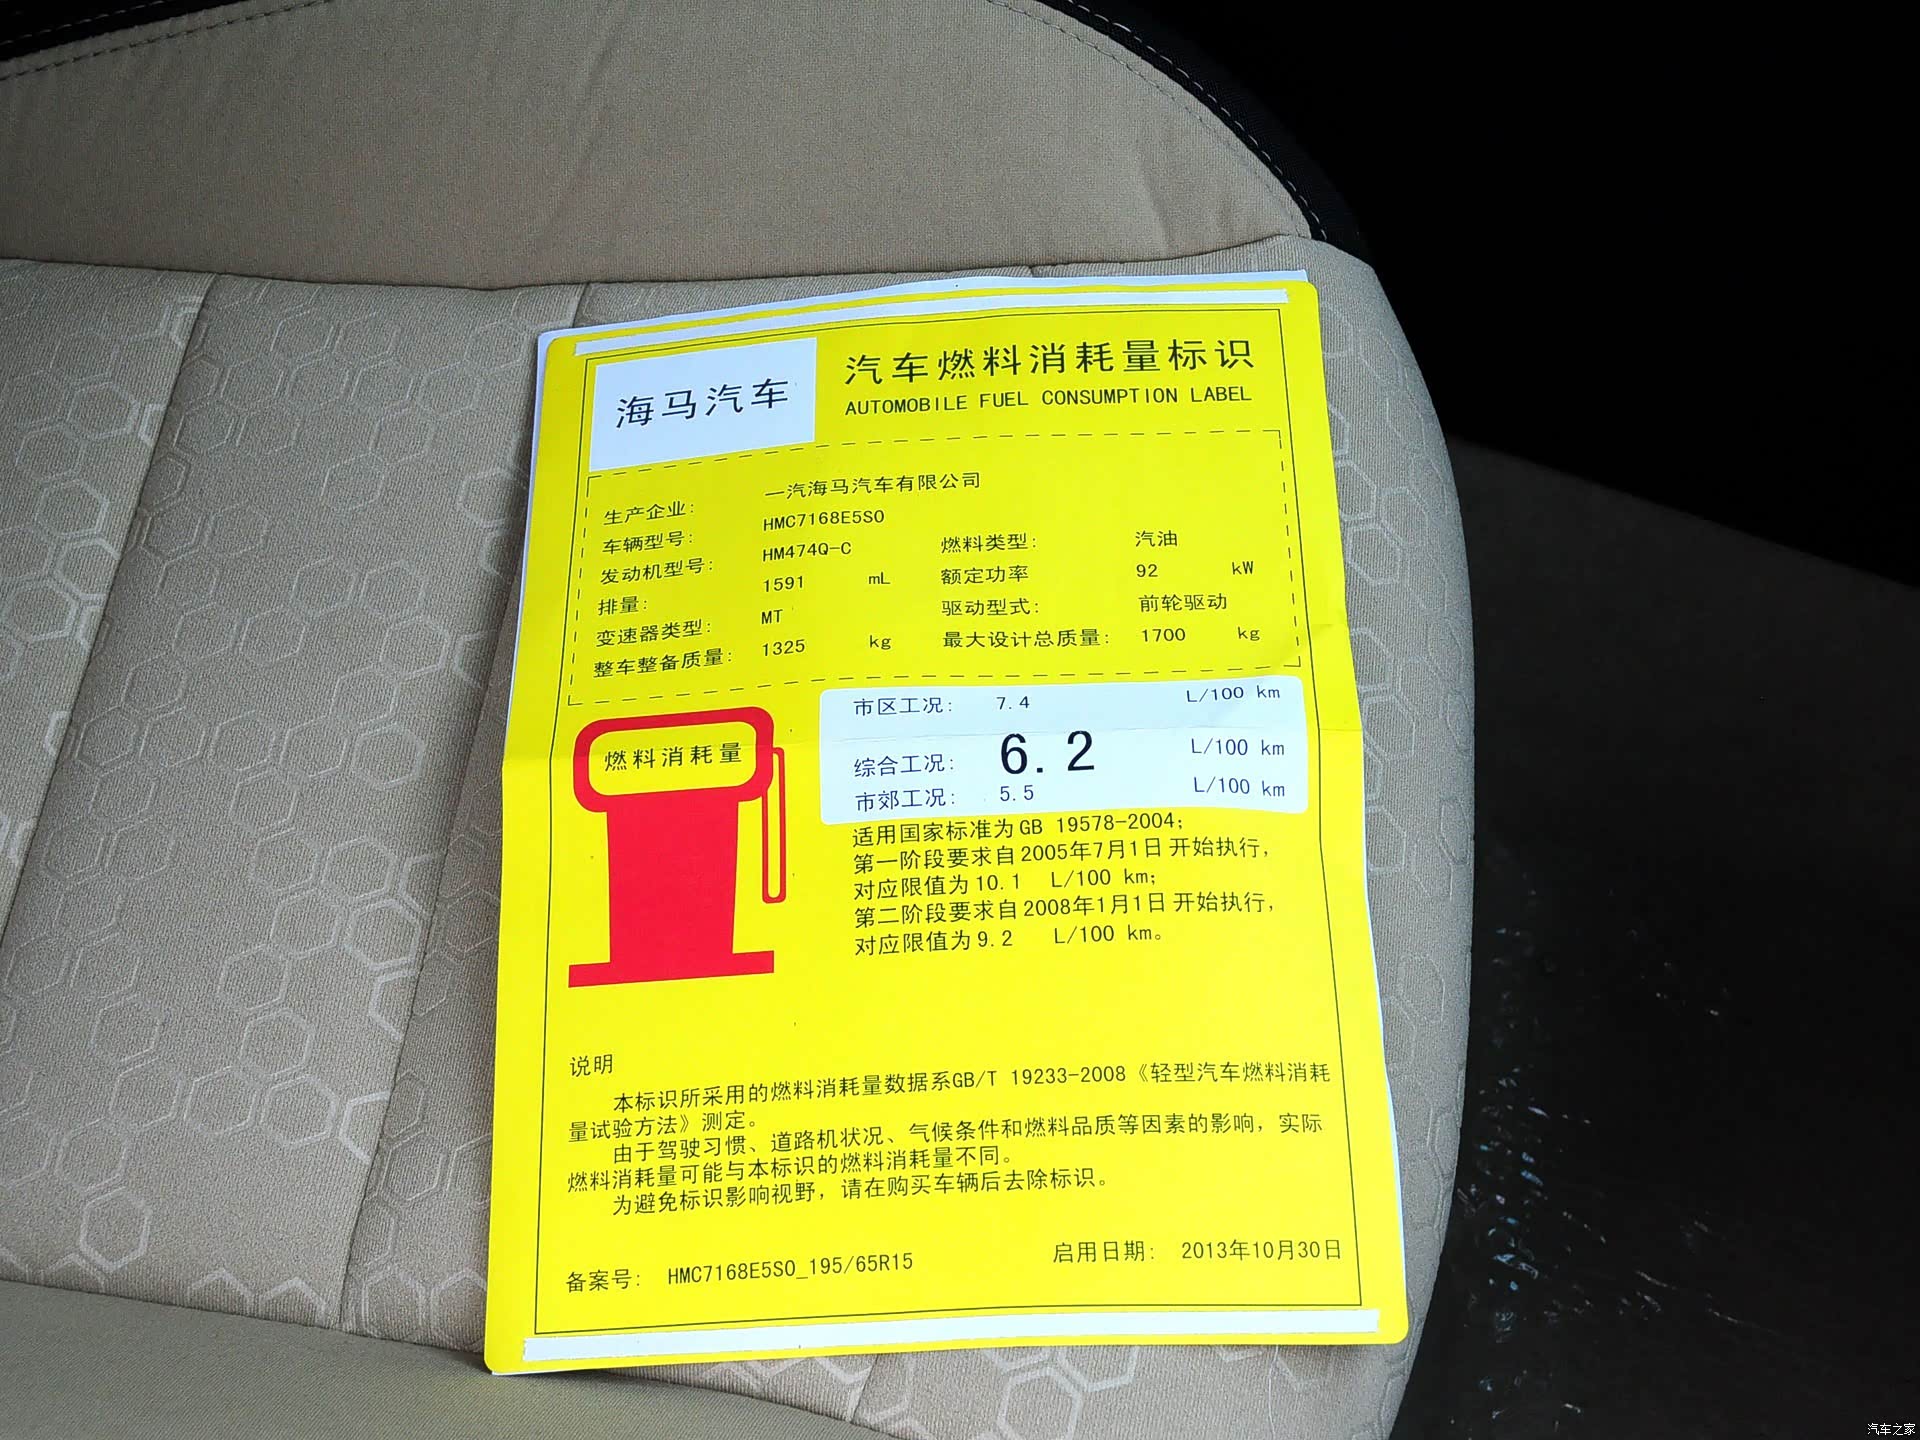 海马汽车
汽车燃料消耗量标识
AUTOMOBILE FUEL CONSUMPTION LABEL
生产企业: 一汽海马汽车有限公司
车辆型号: HMC7168E5S0
发动机型号: HM474Q-C 燃料类型: 汽油
排量: 1591 mL 额定功率 92 kW
变速器类型: MT 驱动型式: 前轮驱动
整车整备质量: 1325 kg 最大设计总质量: 1700 kg
燃料消耗量
市区工况: 7.4 L/100 km
综合工况: 6.2 L/100 km
市郊工况: 5.5 L/100 km
适用国家标准为GB 19578-2004;
第一阶段要求自2005年7月1日开始执行,
对应限值为10.1 L/100 km;
第二阶段要求自2008年1月1日开始执行,
对应限值为9.2 L/100 km。
说明
本标识所采用的燃料消耗量数据系GB/T 19233-2008《轻型汽车燃料消耗
量试验方法》测定。
由于驾驶习惯、道路机状况、气候条件和燃料品质等因素的影响,实际
燃料消耗量可能与本标识的燃料消耗量不同。
为避免标识影响视野,请在购买车辆后去除标识。
备案号: HMC7168E5S0_195/65R15 启用日期: 2013年10月30日
汽车之家